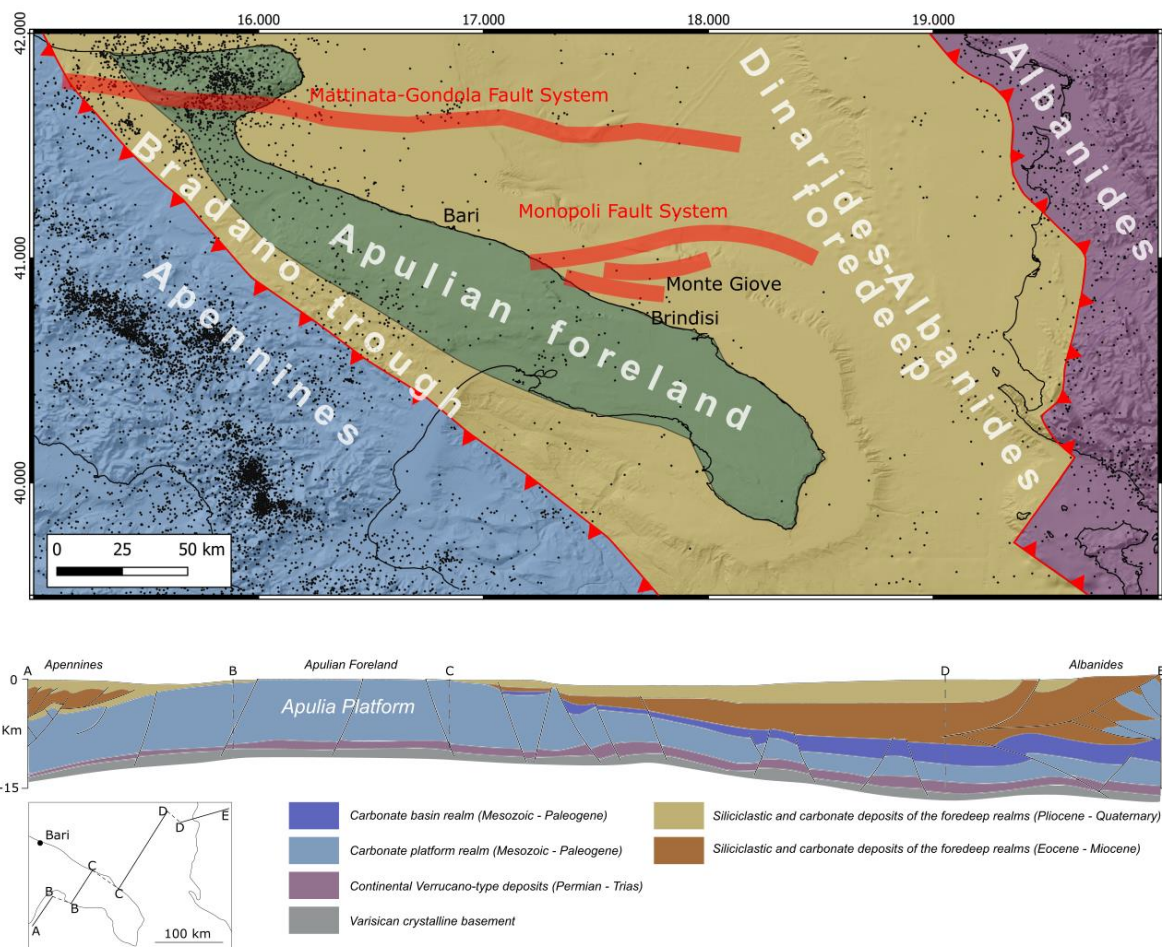 16.000
17.000
18.000
19.000
42.000
41.000
40.000
Mattinata-Gondola Fault System
Monopoli Fault System
Bari
Monte Giove
Brindisi
Bradano trough
Apulian foreland
Apennines
Dinarides-Albanides
foredeep
Albanides
0 25 50 km
A
Apennines
B
Apulian Foreland
C
D
Albanides
E
0
Km
-15
Apulia Platform
Bari
A
B
B
C
C
D
D
E
100 km
Carbonate basin realm (Mesozoic - Paleogene)
Carbonate platform realm (Mesozoic - Paleogene)
Continental Verrucano-type deposits (Permian - Trias)
Varisican crystalline basement
Siliciclastic and carbonate deposits of the foredeep realms (Pliocene - Quaternary)
Siliciclastic and carbonate deposits of the foredeep realms (Eocene - Miocene)